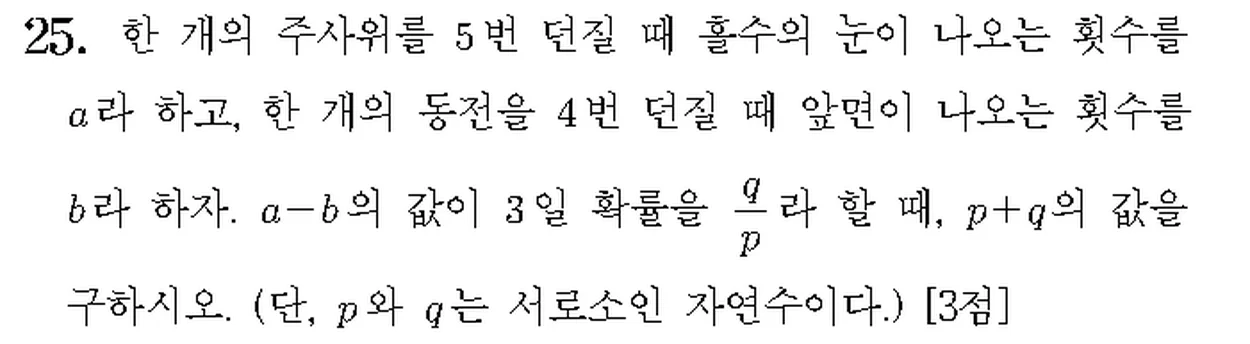 25. 한 개의 주사위를 5번 던질 때 홀수의 눈이 나오는 횟수를
a라 하고, 한 개의 동전을 4번 던질 때 앞면이 나오는 횟수를
b라 하자. a-b의 값이 3일 확률을 q/p라 할 때, p+q의 값을
구하시오. (단, p와 q는 서로소인 자연수이다.) [3점]